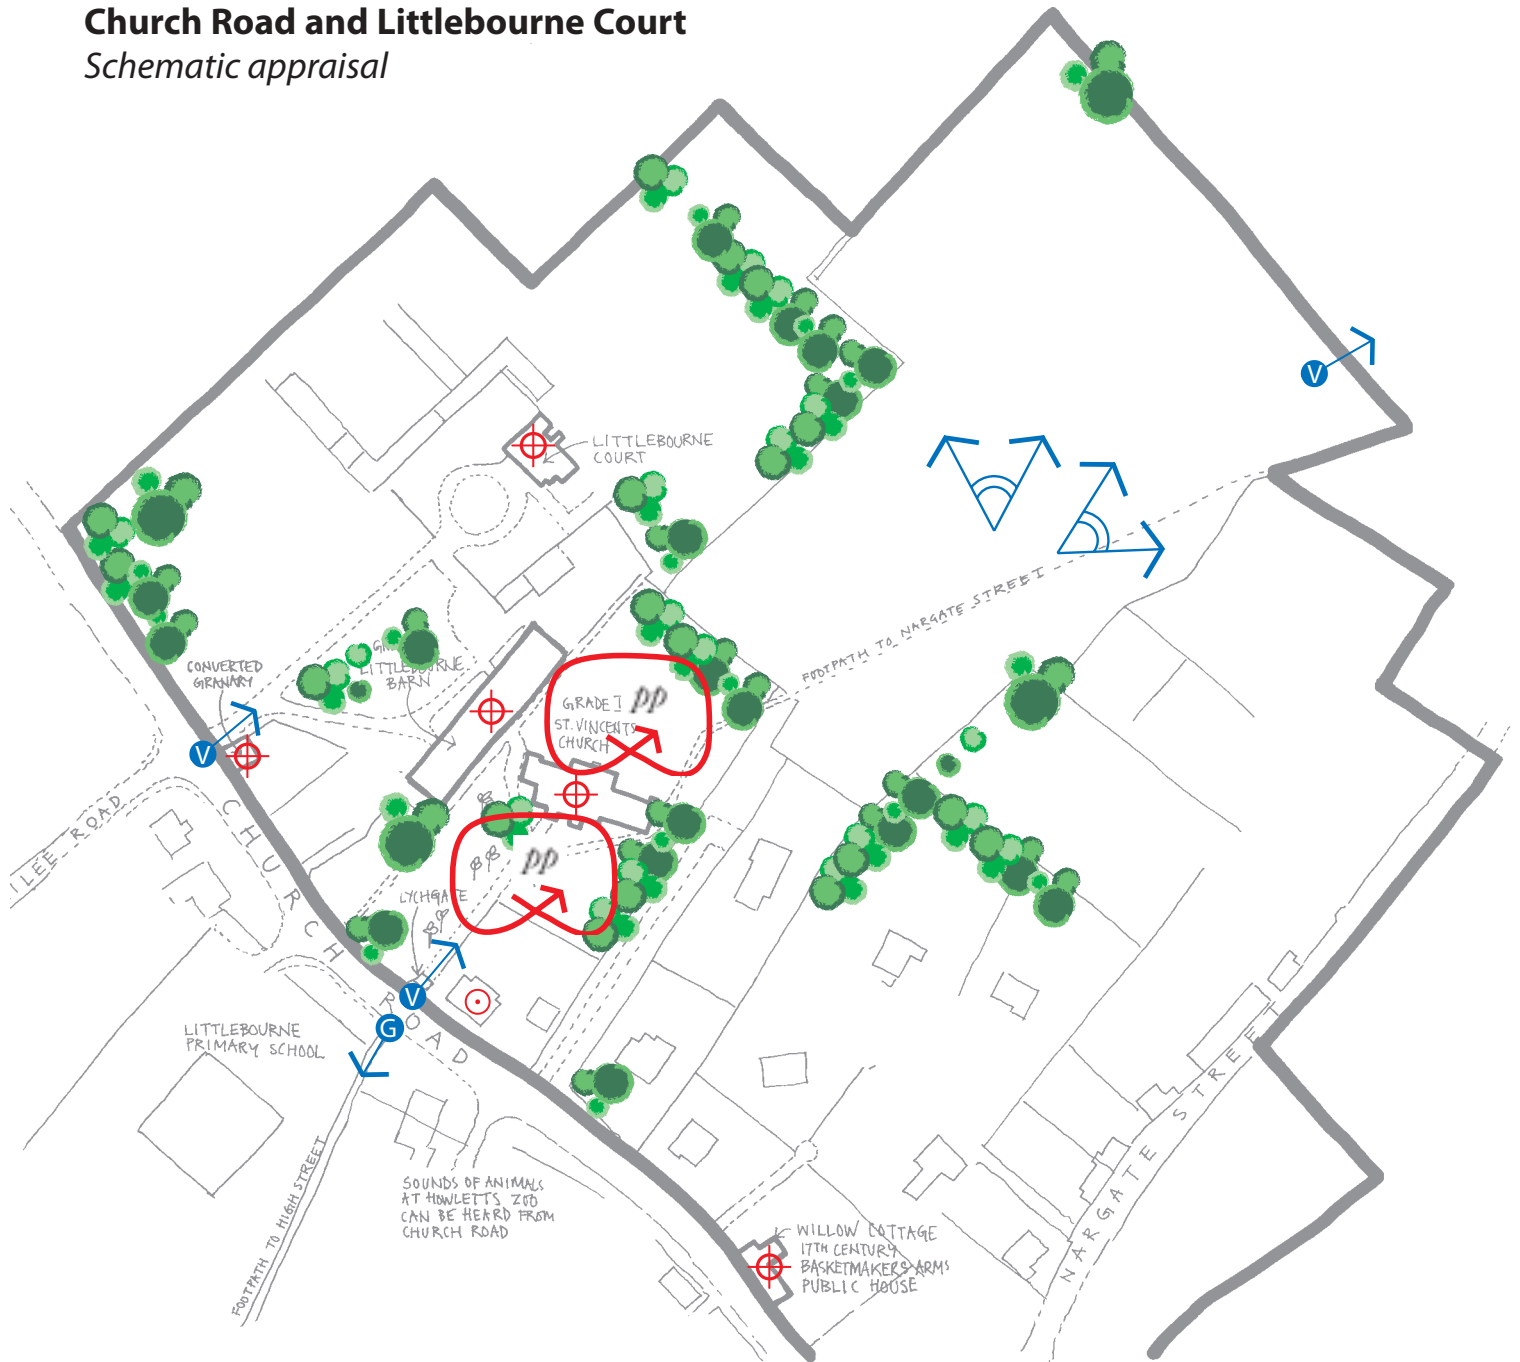 Church Road and Littlebourne Court
Schematic appraisal
V
LITTLEBOURNE
COURT
FOOTPATH TO NARGATE STREET
LITTLEBOURNE
BARN
CONVERTED
GRANARY
V
GRADE I
ST. VINCENTS
CHURCH
pp
pp
LYCHGATE
LEE ROAD
CHURCH ROAD
V
G
LITTLEBOURNE
PRIMARY SCHOOL
FOOTPATH TO HIGH STREET
SOUNDS OF ANIMALS
AT HOWLETTS ZOO
CAN BE HEARD FROM
CHURCH ROAD
WILLOW COTTAGE
17TH CENTURY
BASKETMAKERS ARMS
PUBLIC HOUSE
NARGATE STREET